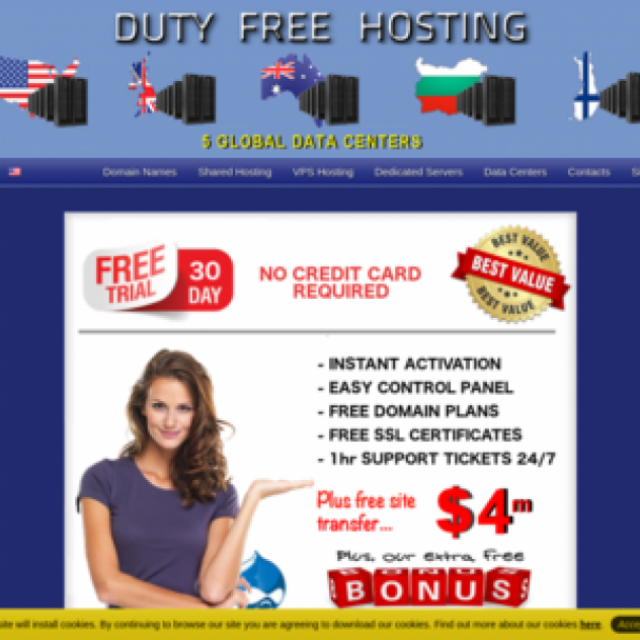 DUTY FREE HOSTING
5 GLOBAL DATA CENTERS
Domain Names Shared Hosting VPS Hosting Dedicated Servers Data Centers Contacts
FREE TRIAL 30 DAY
NO CREDIT CARD
REQUIRED
BEST VALUE
BEST VALUE
BEST VALUE
- INSTANT ACTIVATION
- EASY CONTROL PANEL
- FREE DOMAIN PLANS
- FREE SSL CERTIFICATES
- 1hr SUPPORT TICKETS 24/7
Plus free site
transfer...
$4m
Plus, our extra, free
BONUS
site will install cookies. By continuing to browse our site you are agreeing to download our cookies. Find out more about our cookies here.